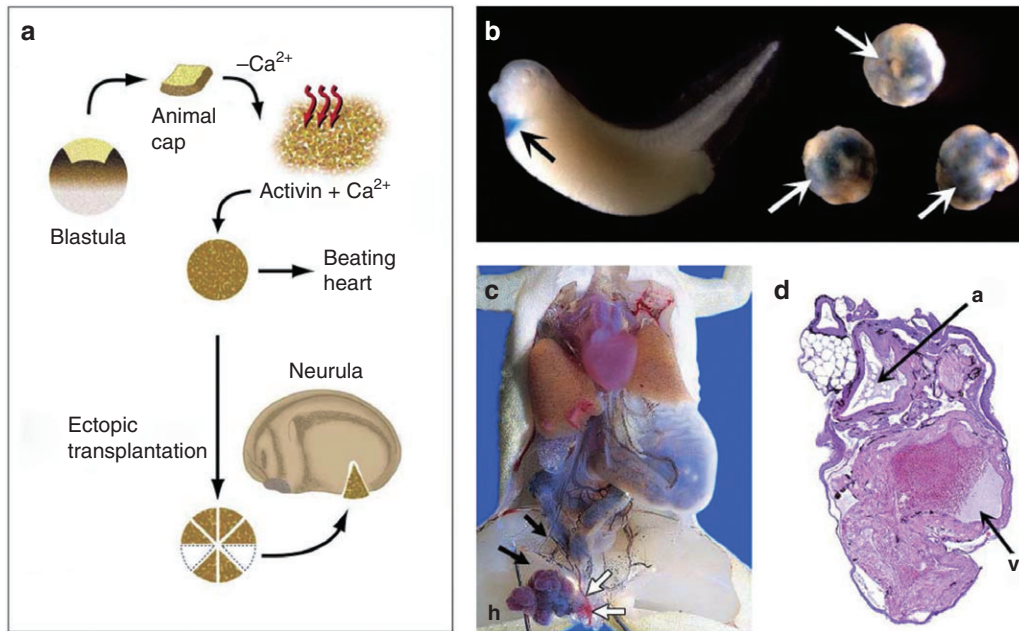 a
–Ca²⁺
Animal
cap
Activin + Ca²⁺
Blastula
Beating
heart
Neurula
Ectopic
transplantation
b
c
h
d
a
v